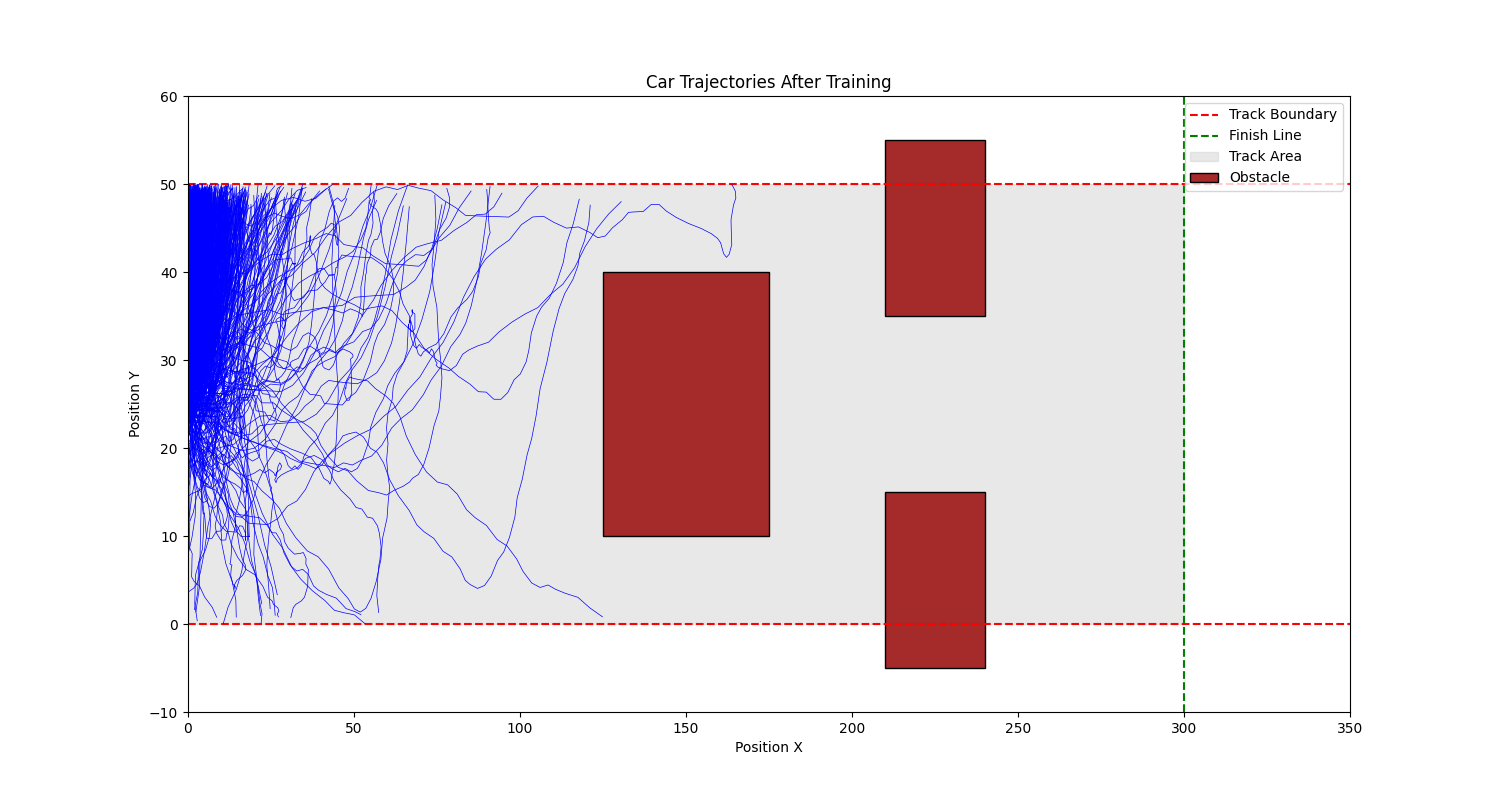 Car Trajectories After Training
60
50
40
30
20
10
0
−10
Position Y
0 50 100 150 200 250 300 350
Position X
Track Boundary
Finish Line
Track Area
Obstacle